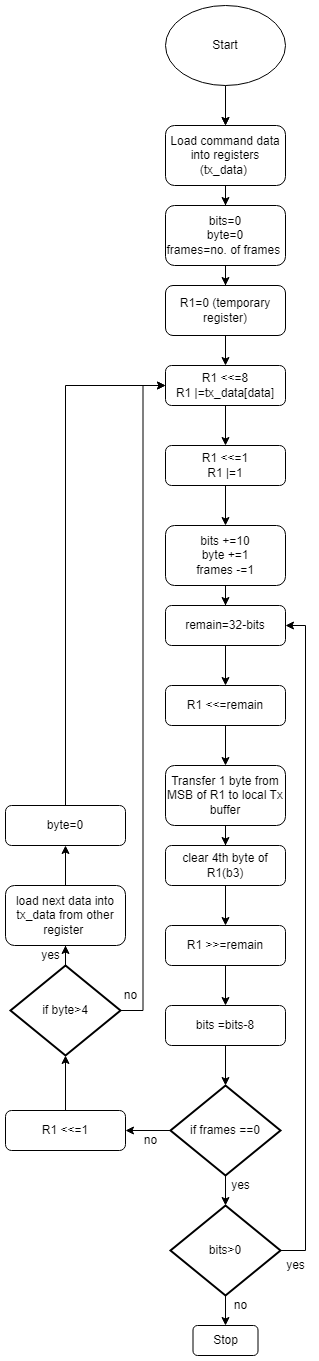 Start
Load command data
into registers
(tx_data)
bits=0
byte=0
frames=no. of frames
R1=0 (temporary
register)
R1 <<=8
R1 |=tx_data[data]
R1 <<=1
R1 |=1
bits +=10
byte +=1
frames -=1
remain=32-bits
R1 <<=remain
Transfer 1 byte from
MSB of R1 to local Tx
buffer
clear 4th byte of
R1(b3)
R1 >>=remain
bits =bits-8
if frames ==0
no
yes
R1 <<=1
if byte>4
no
yes
load next data into
tx_data from other
register
byte=0
bits>0
yes
no
Stop